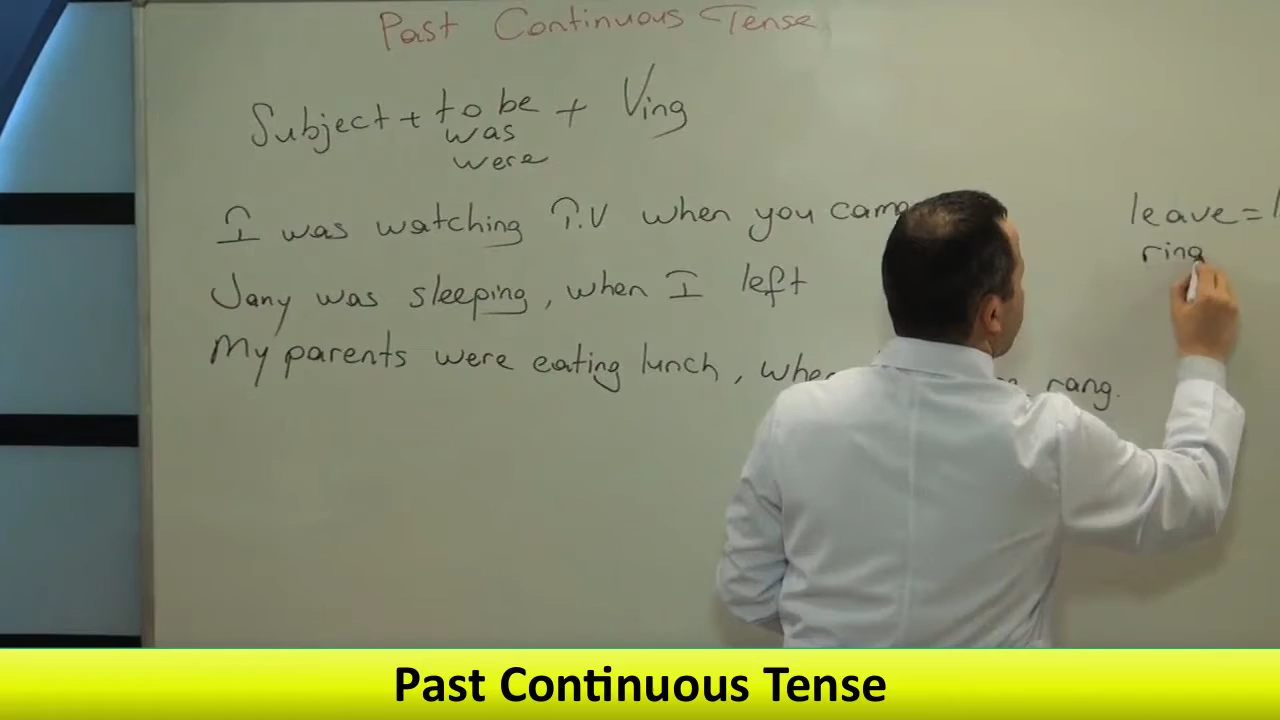 Past Continuous Tense
Subject + to be + Ving
was
were
I was watching T.V when you came
Jany was sleeping, when I left
My parents were eating lunch, when rang.
leave =
ring
Past Continuous Tense